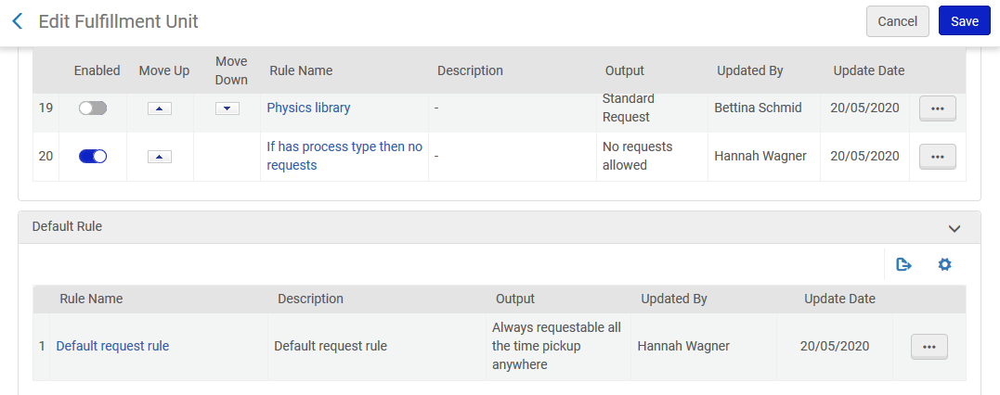 Edit Fulfillment Unit
Cancel
Save
Enabled
Move Up
Move
Down
Rule Name
Description
Output
Updated By
Update Date
19
Physics library
-
Standard
Request
Bettina Schmid
20/05/2020
20
If has process type then no
requests
-
No requests
allowed
Hannah Wagner
20/05/2020
Default Rule
Rule Name
Description
Output
Updated By
Update Date
1
Default request rule
Default request rule
Always requestable all
the time pickup
anywhere
Hannah Wagner
20/05/2020